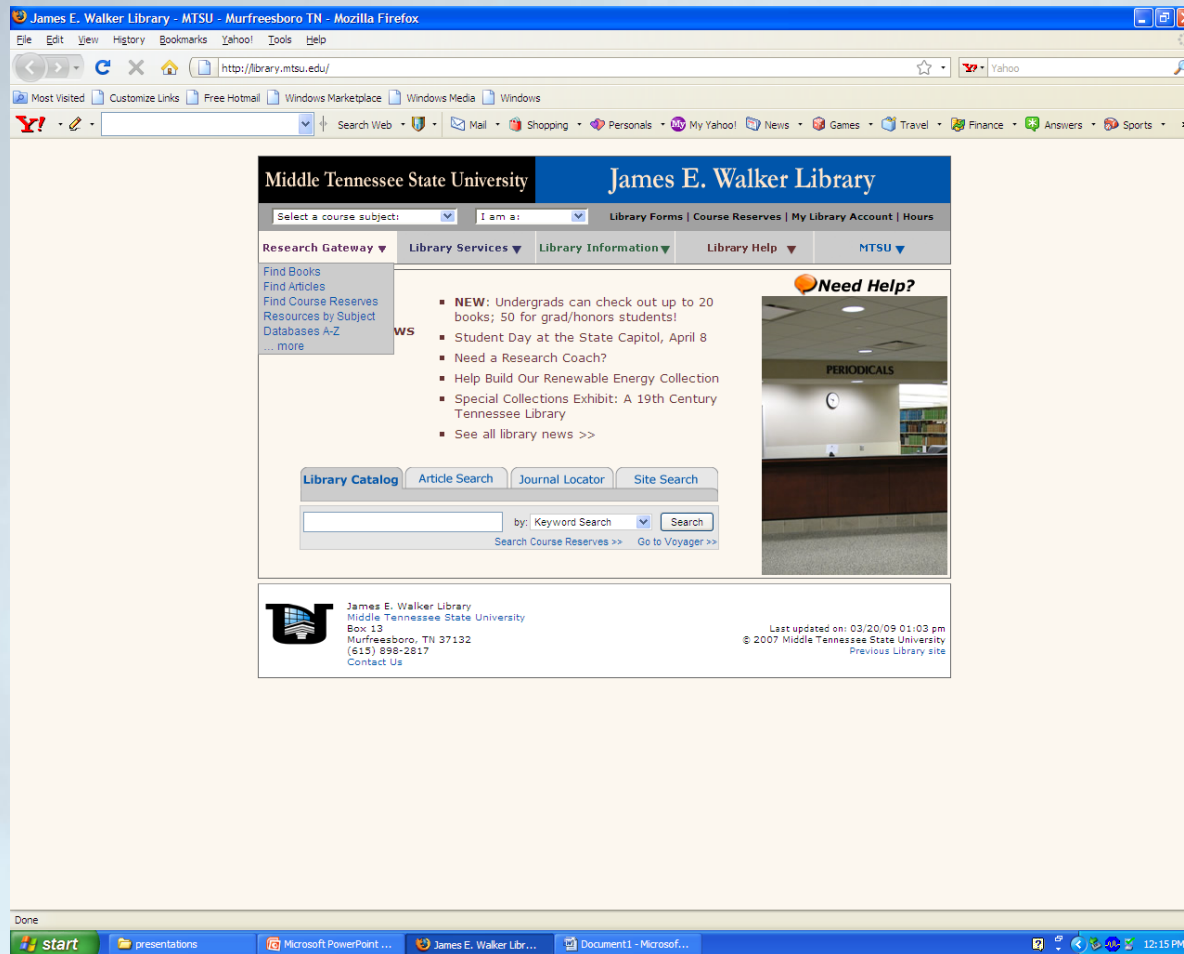 James E. Walker Library - MTSU - Murfreesboro TN - Mozilla Firefox
File Edit View History Bookmarks Yahoo! Tools Help
http://library.mtsu.edu/
Yahoo
Most Visited Customize Links Free Hotmail Windows Marketplace Windows Media Windows
Y! Search Web Mail Shopping Personals My My Yahoo! News Games Travel Finance Answers Sports
Middle Tennessee State University James E. Walker Library
Select a course subject: I am a: Library Forms | Course Reserves | My Library Account | Hours
Research Gateway Library Services Library Information Library Help MTSU
Find Books
Find Articles
Find Course Reserves
Resources by Subject
Databases A-Z
... more
ws
NEW: Undergrads can check out up to 20
books; 50 for grad/honors students!
Student Day at the State Capitol, April 8
Need a Research Coach?
Help Build Our Renewable Energy Collection
Special Collections Exhibit: A 19th Century
Tennessee Library
See all library news >>
Need Help?
PERIODICALS
Library Catalog Article Search Journal Locator Site Search
by: Keyword Search Search
Search Course Reserves >> Go to Voyager >>
James E. Walker Library
Middle Tennessee State University
Box 13
Murfreesboro, TN 37132
(615) 898-2817
Contact Us
Last updated on: 03/20/09 01:03 pm
© 2007 Middle Tennessee State University
Previous Library site
Done
start presentations Microsoft PowerPoint ... James E. Walker Libr... Document1 - Microsof... 12:15 PM